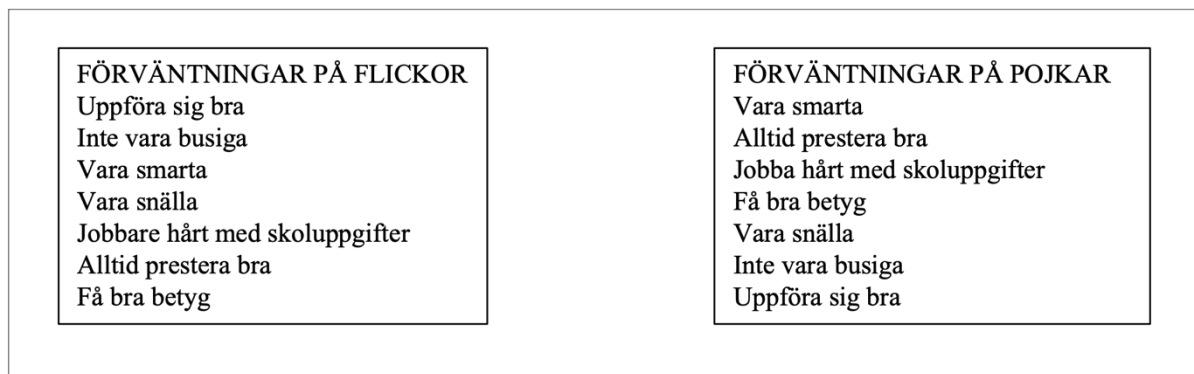 FÖRVÄNTNINGAR PÅ FLICKOR
Uppföra sig bra
Inte vara busiga
Vara smarta
Vara snälla
Jobbare hårt med skoluppgifter
Alltid prestera bra
Få bra betyg
FÖRVÄNTNINGAR PÅ POJKAR
Vara smarta
Alltid prestera bra
Jobba hårt med skoluppgifter
Få bra betyg
Vara snälla
Inte vara busiga
Uppföra sig bra